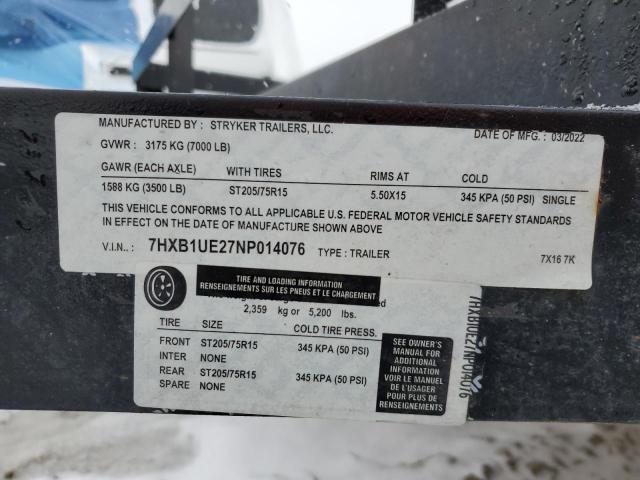 MANUFACTURED BY : STRYKER TRAILERS, LLC. DATE OF MFG.: 03/2022
GVWR : 3175 KG (7000 LB)
GAWR (EACH AXLE) WITH TIRES RIMS AT COLD
1588 KG (3500 LB) ST205/75R15 5.50X15 345 KPA (50 PSI) SINGLE
THIS VEHICLE CONFORMS TO ALL APPLICABLE U.S. FEDERAL MOTOR VEHICLE SAFETY STANDARDS
IN EFFECT ON THE DATE OF MANUFACTURE SHOWN ABOVE
V.I.N.. : 7HXB1UE27NP014076 TYPE : TRAILER 7X16 7K
TIRE AND LOADING INFORMATION
RENSEIGNEMENTS SUR LES PNEUS ET LE CHARGEMENT
2,359 kg or 5,200 lbs.
TIRE SIZE COLD TIRE PRESS.
FRONT ST205/75R15 345 KPA (50 PSI)
INTER NONE
REAR ST205/75R15 345 KPA (50 PSI)
SPARE NONE
SEE OWNER'S
MANUAL FOR
ADDITIONAL
INFORMATION
VOIR LE MANUEL
DE L'USAGER
POUR PLUS DE
RENSEIGNEMENTS
7HXB1UE27NP014076